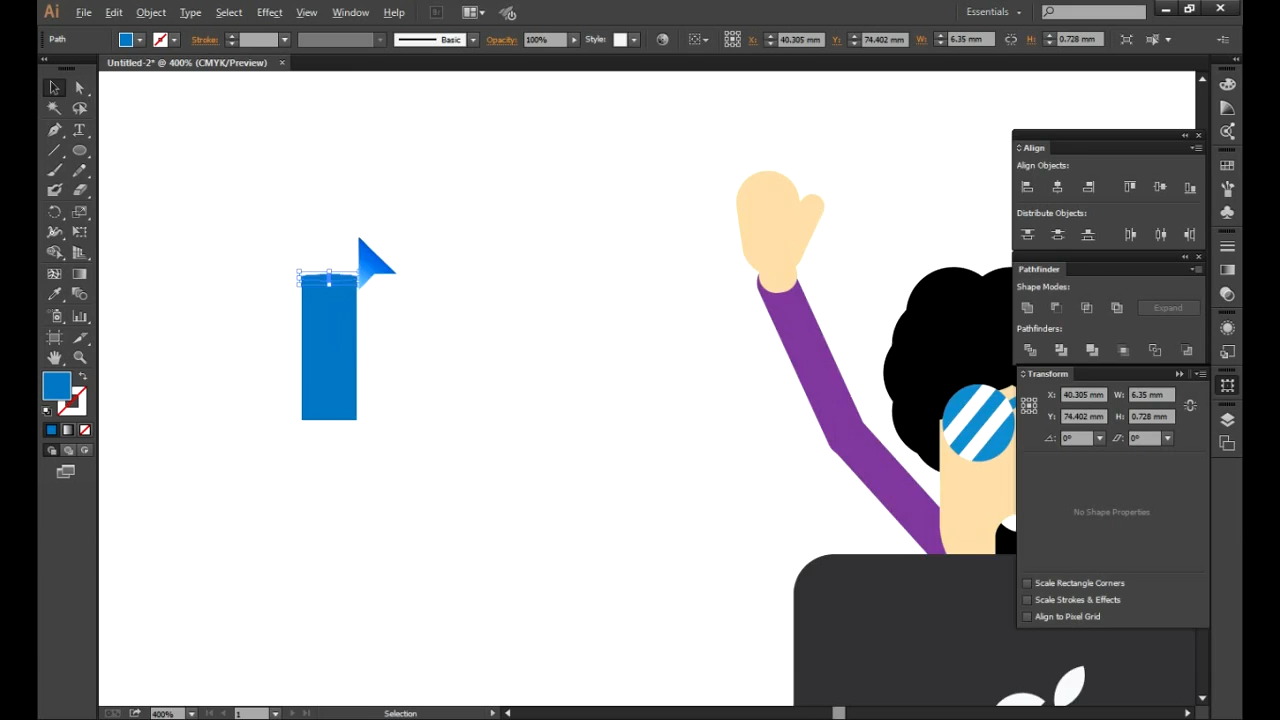 Ai File Edit Object Type Select Effect View Window Help Br Essentials
Path Stroke: Basic Opacity: 100% Style: X: 40.305 mm Y: 74.402 mm W: 6.35 mm H: 0.728 mm
Untitled-2* @ 400% (CMYK/Preview)
Align
Align Objects:
Distribute Objects:
Pathfinder
Shape Modes:
Expand
Pathfinders:
Transform
X: 40.305 mm W: 6.35 mm
Y: 74.402 mm H: 0.728 mm
0° 0°
No Shape Properties
Scale Rectangle Corners
Scale Strokes & Effects
Align to Pixel Grid
400% 1 Selection